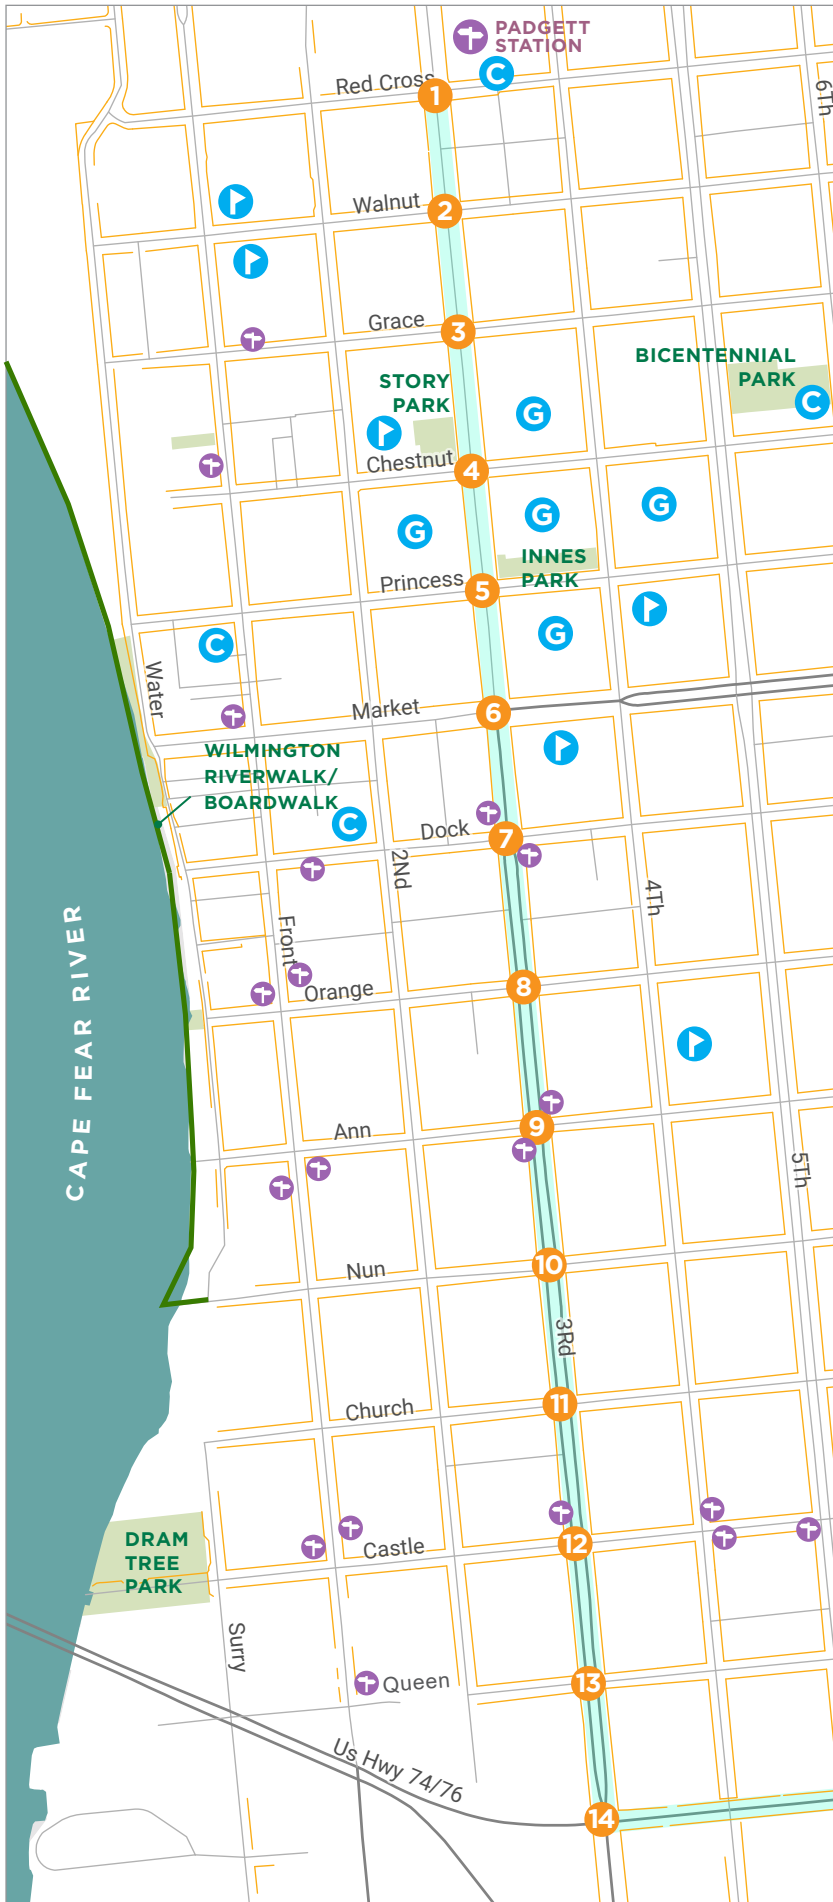 PADGETT
STATION
C
Red Cross
1
6Th
Walnut
2
Grace
3
BICENTENNIAL
PARK
C
STORY
PARK
G
Chestnut
4
G
G
G
INNES
PARK
Princess
5
G
C
Water
Market
6
WILMINGTON
RIVERWALK/
BOARDWALK
C
Dock
7
2Nd
4Th
Front
CAPE FEAR RIVER
Orange
8
Ann
9
5Th
Nun
10
3Rd
Church
11
Castle
12
DRAM
TREE
PARK
Surry
Queen
13
Us Hwy 74/76
14